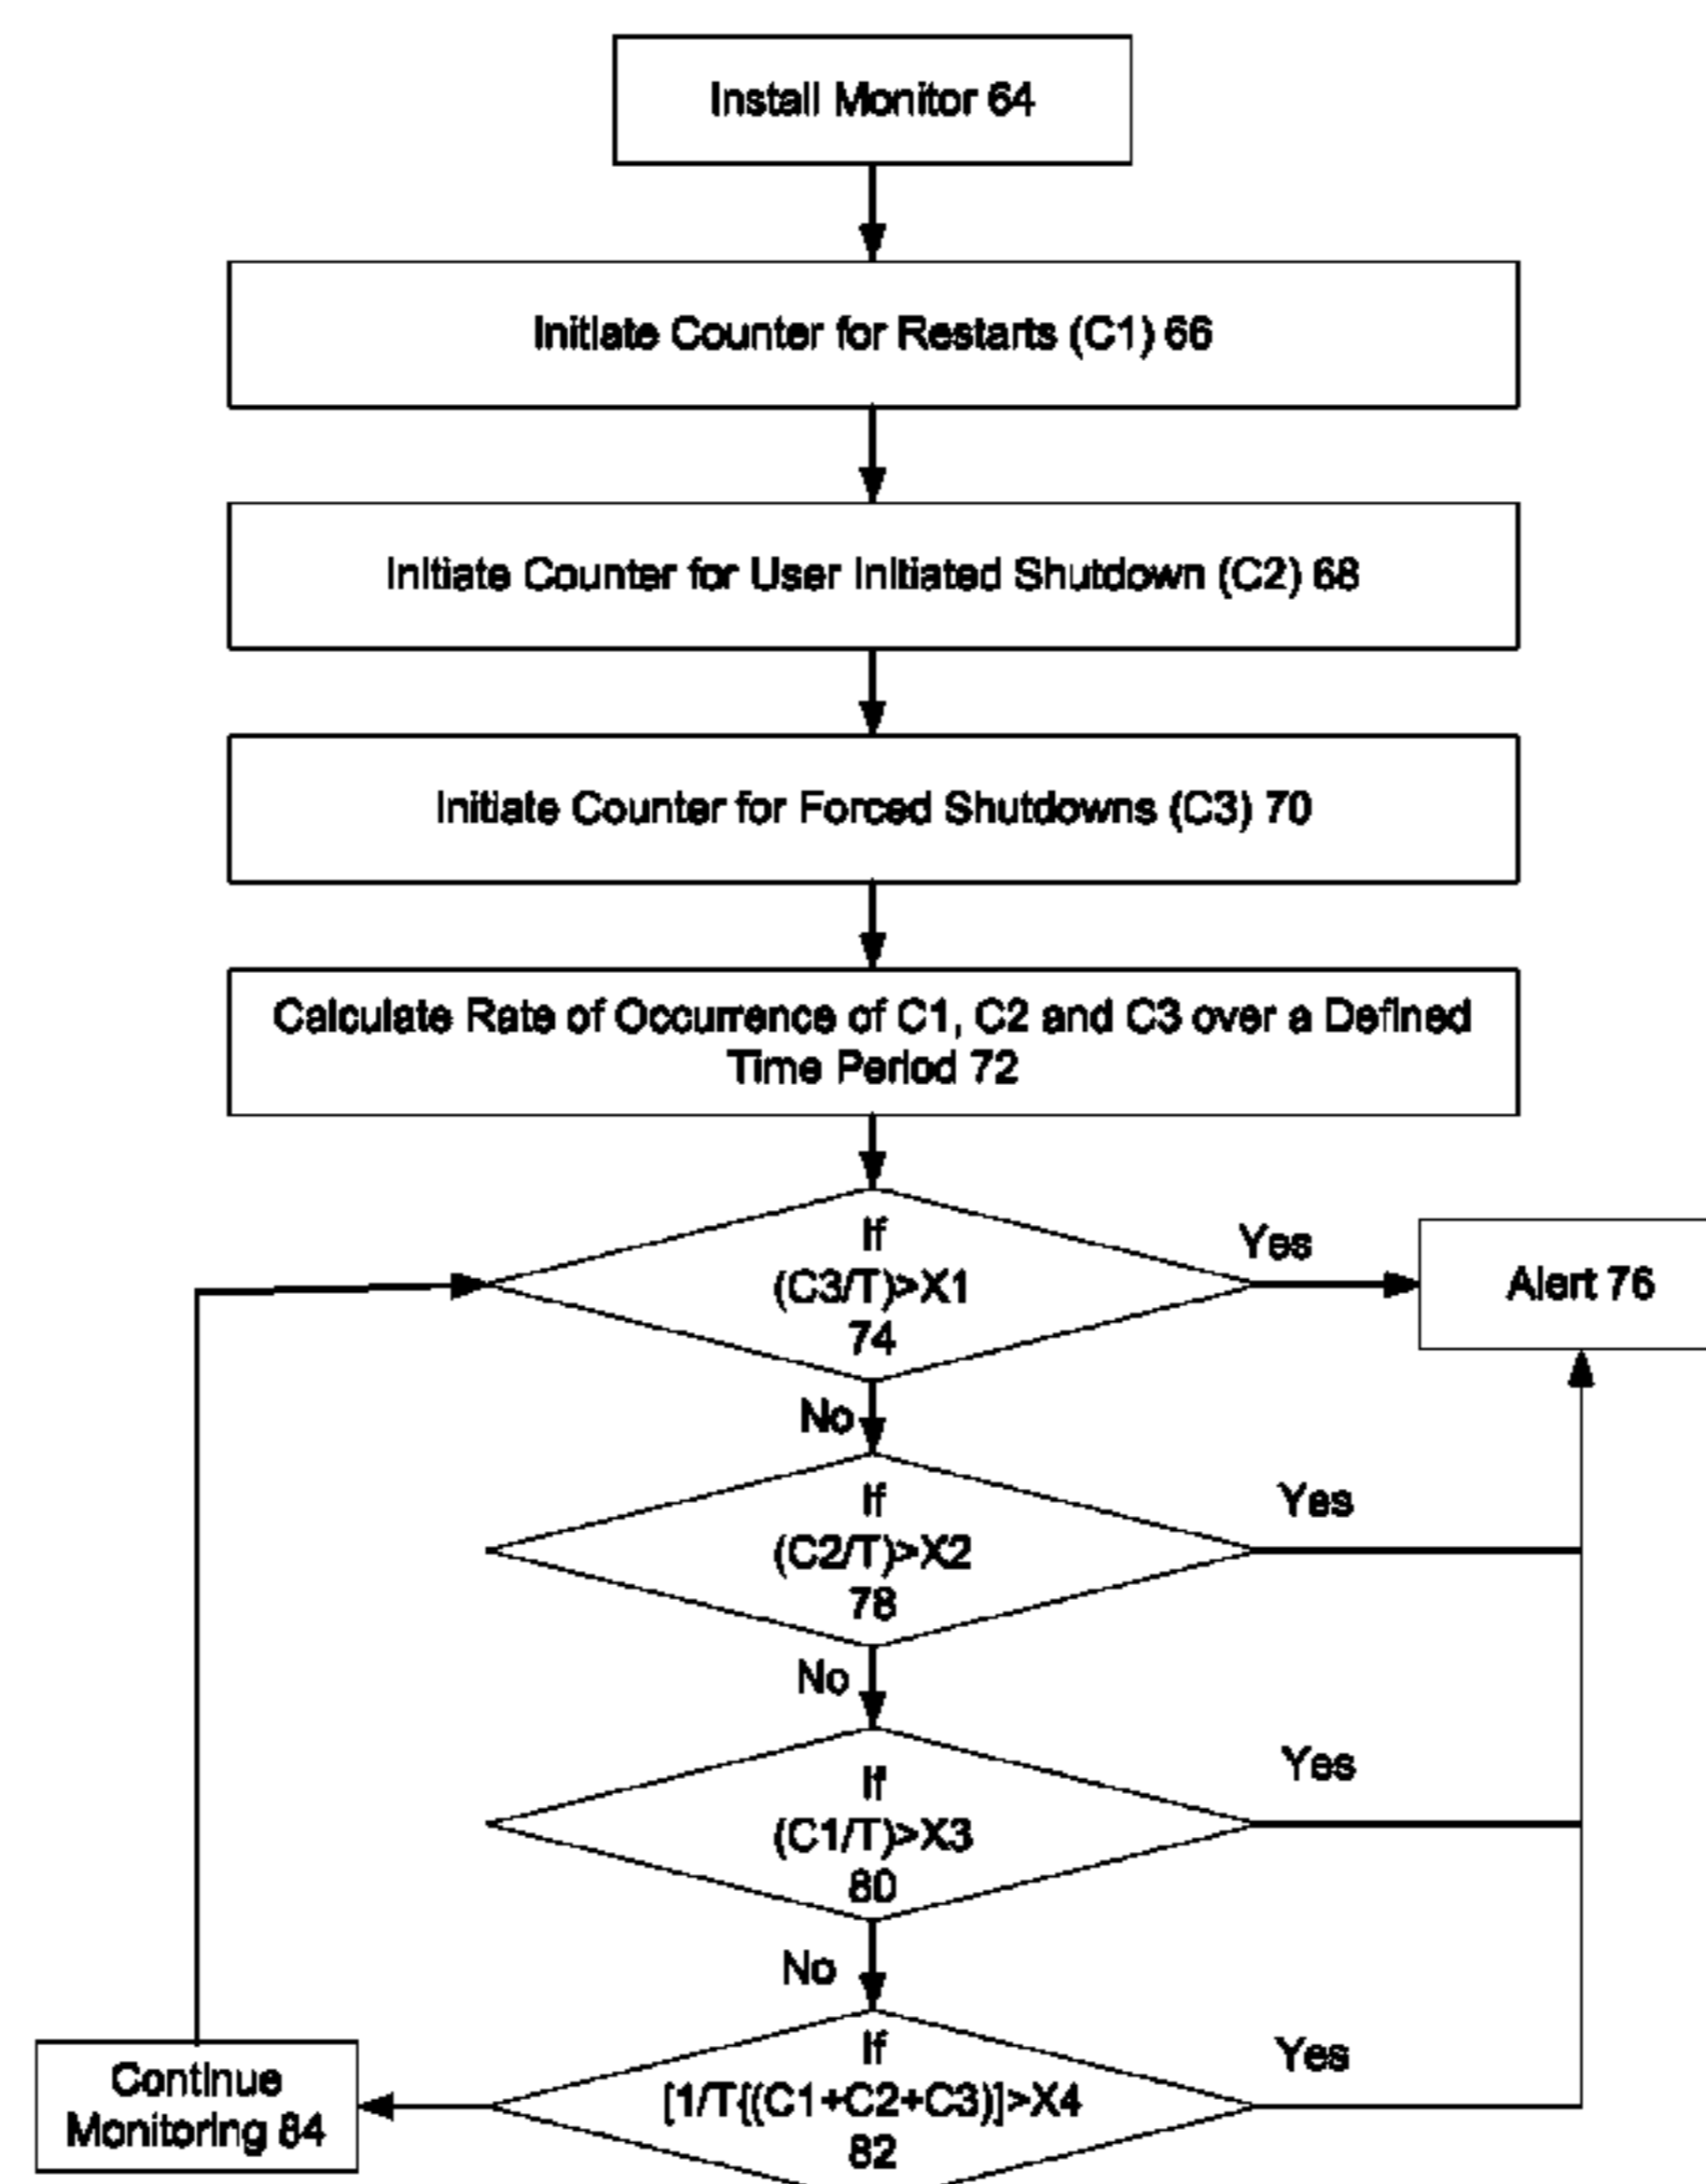 Install Monitor 64
Initiate Counter for Restarts (C1) 66
Initiate Counter for User Initiated Shutdown (C2) 68
Initiate Counter for Forced Shutdowns (C3) 70
Calculate Rate of Occurrence of C1, C2 and C3 over a Defined
Time Period 72
If
(C3/T)>X1
74
Yes
Alert 76
No
If
(C2/T)>X2
78
Yes
No
If
(C1/T)>X3
80
Yes
No
If
[1/T{(C1+C2+C3)}]>X4
82
Yes
Continue
Monitoring 84